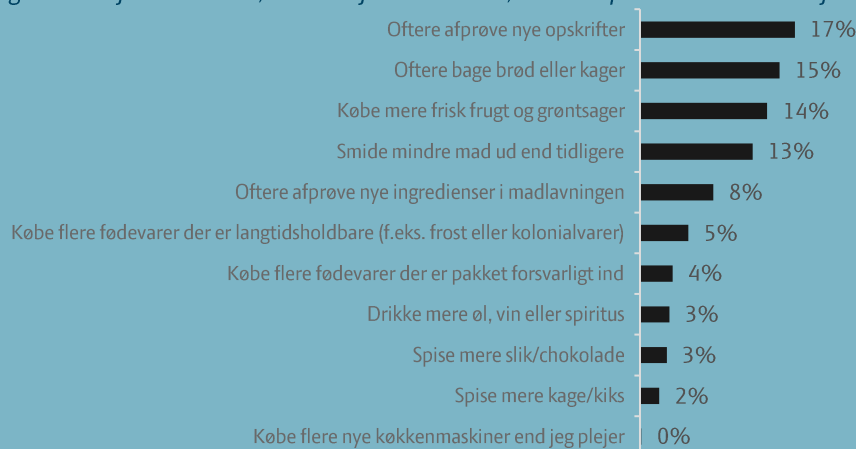 Oftere afprøve nye opskrifter 17%
Oftere bage brød eller kager 15%
Købe mere frisk frugt og grøntsager 14%
Smide mindre mad ud end tidligere 13%
Oftere afprøve nye ingredienser i madlavningen 8%
Købe flere fødevarer der er langtidsholdbare (f.eks. frost eller kolonialvarer) 5%
Købe flere fødevarer der er pakket forsvarligt ind 4%
Drikke mere øl, vin eller spiritus 3%
Spise mere slik/chokolade 3%
Spise mere kage/kiks 2%
Købe flere nye køkkenmaskiner end jeg plejer 0%